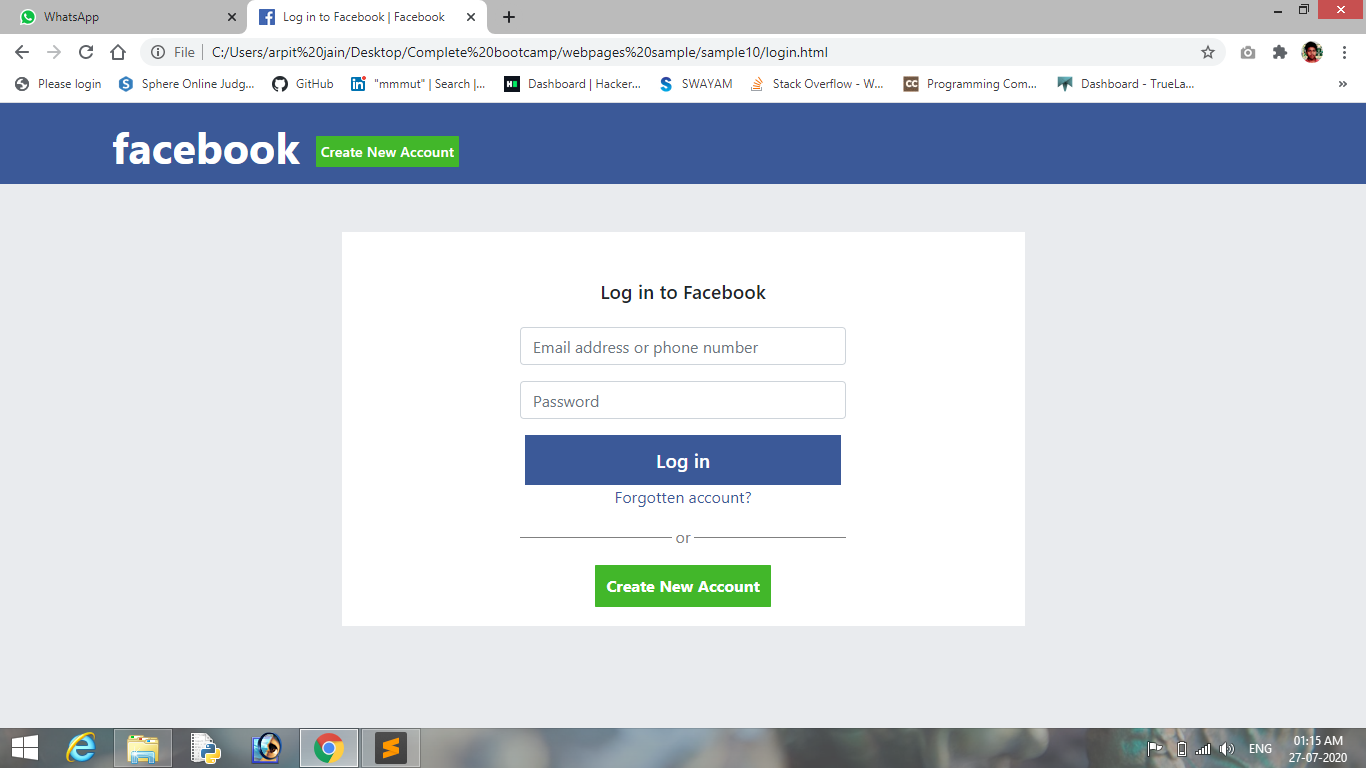 WhatsApp
Log in to Facebook | Facebook
File
C:/Users/arpit%20jain/Desktop/Complete%20bootcamp/webpages%20sample/sample10/login.html
Please login
Sphere Online Judg...
GitHub
"mmmut" | Search |...
Dashboard | Hacker...
SWAYAM
Stack Overflow - W...
Programming Com...
Dashboard - TrueLa...
facebook
Create New Account
Log in to Facebook
Email address or phone number
Password
Log in
Forgotten account?
or
Create New Account
ENG
01:15 AM
27-07-2020